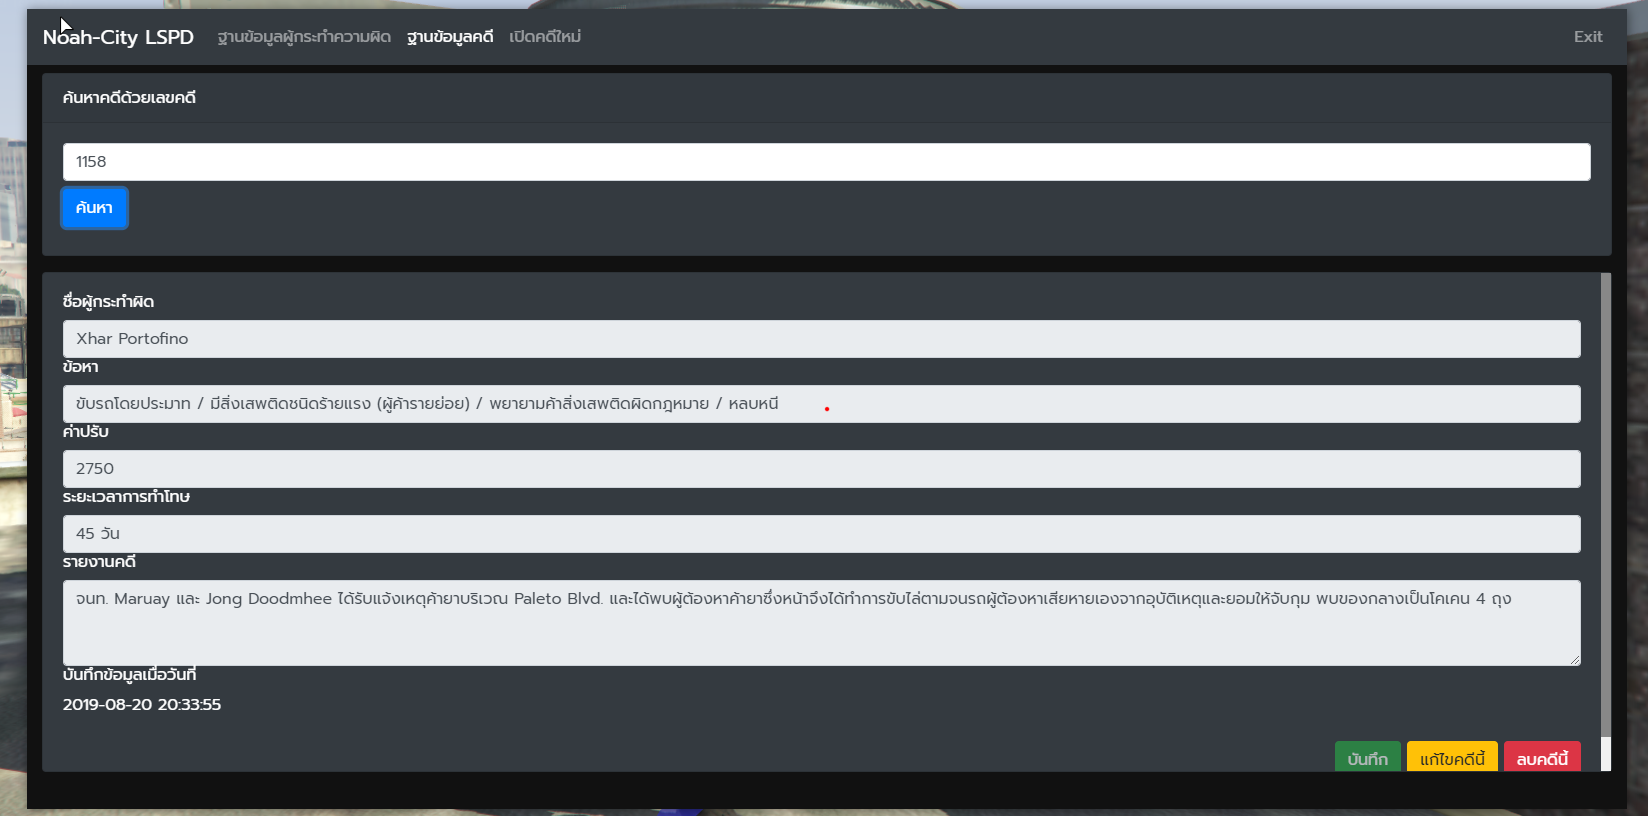 Noah-City LSPD ฐานข้อมูลผู้กระทำความผิด ฐานข้อมูลคดี เปิดคดีใหม่ Exit
ค้นหาคดีด้วยเลขคดี
1158
ค้นหา
ชื่อผู้กระทำผิด
Xhar Portofino
ข้อหา
ขับรถโดยประมาท / มีสิ่งเสพติดชนิดร้ายแรง (ผู้ค้ารายย่อย) / พยายามค้าสิ่งเสพติดผิดกฎหมาย / หลบหนี
ค่าปรับ
2750
ระยะเวลาการทำโทษ
45 วัน
รายงานคดี
จนท. Maruay และ Jong Doodmhee ได้รับแจ้งเหตุค้ายาบริเวณ Paleto Blvd. และได้พบผู้ต้องหาค้ายาซึ่งหน้าจึงได้ทำการขับไล่ตามจนรถผู้ต้องหาเสียหายเองจากอุบัติเหตุและยอมให้จับกุม พบของกลางเป็นโคเคน 4 ถุง
บันทึกข้อมูลเมื่อวันที่
2019-08-20 20:33:55
บันทึก แก้ไขคดีนี้ ลบคดีนี้